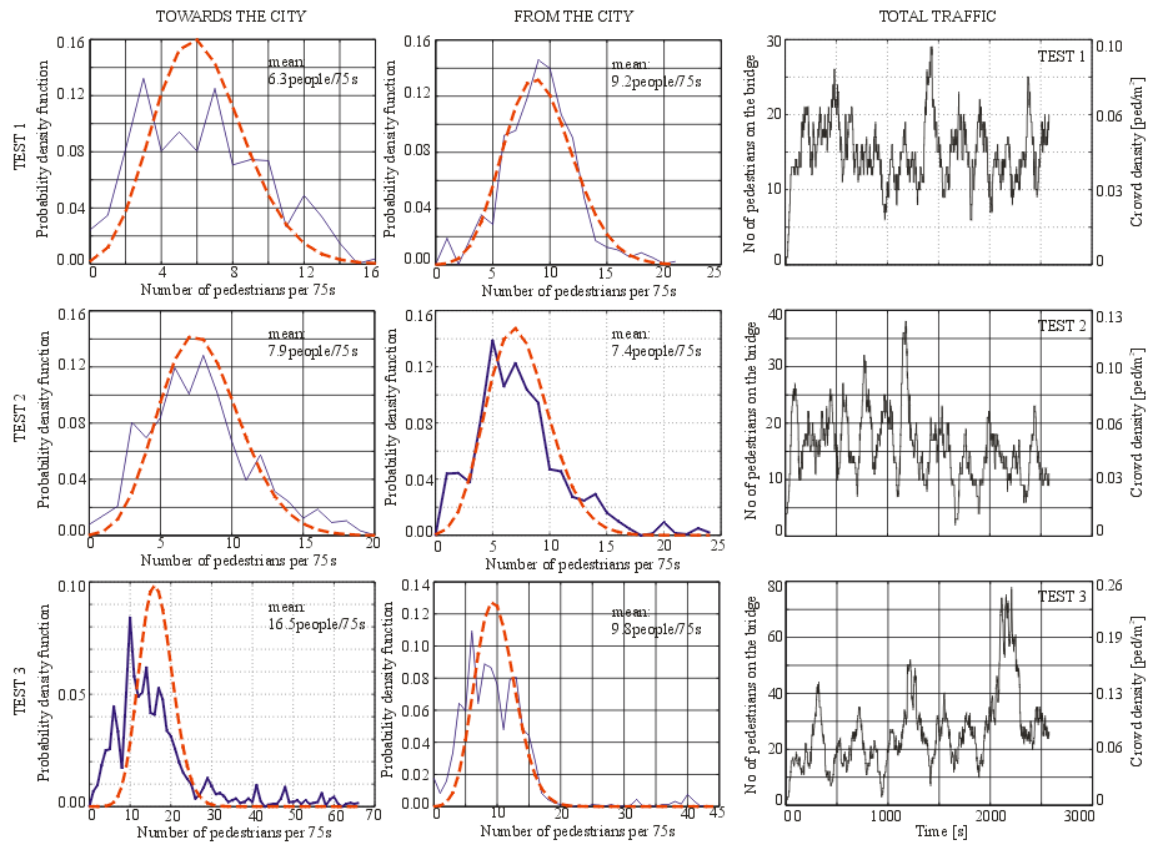 TOWARDS THE CITY
FROM THE CITY
TOTAL TRAFFIC
TEST 1
Probability density function
0.16
0.12
0.08
0.04
0.00
mean:
6.3people/75s
0 4 8 12 16
Number of pedestrians per 75s
Probability density function
0.16
0.12
0.08
0.04
0.00
mean:
9.2people/75s
0 5 10 15 20 25
Number of pedestrians per 75s
No of pedestrians on the bridge
30
20
10
0
TEST 1
0.10
0.06
0.03
0
Crowd density [ped/m²]
TEST 2
Probability density function
0.16
0.12
0.08
0.04
0.00
mean:
7.9people/75s
0 5 10 15 20
Number of pedestrians per 75s
Probability density function
0.16
0.12
0.08
0.04
0.00
mean:
7.4people/75s
0 5 10 15 20 25
Number of pedestrians per 75s
No of pedestrians on the bridge
40
30
20
10
0
TEST 2
0.13
0.10
0.06
0.03
0
Crowd density [ped/m²]
TEST 3
Probability density function
0.10
0.05
0.00
mean:
16.5people/75s
0 10 20 30 40 50 60 70
Number of pedestrians per 75s
Probability density function
0.14
0.12
0.10
0.08
0.06
0.04
0.02
0.00
mean:
9.8people/75s
10 15 20 25 30 35 40 45
Number of pedestrians per 75s
No of pedestrians on the bridge
80
60
40
20
0 0 1000 2000 3000
TEST 3
0.26
0.19
0.13
0.06
0
Crowd density [ped/m²]
Time [s]